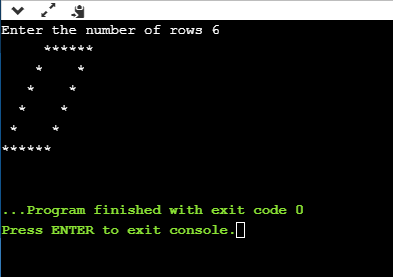 Enter the number of rows 6
     ******
    *    *
   *    *
  *    *
 *    *
******
...Program finished with exit code 0
Press ENTER to exit console.